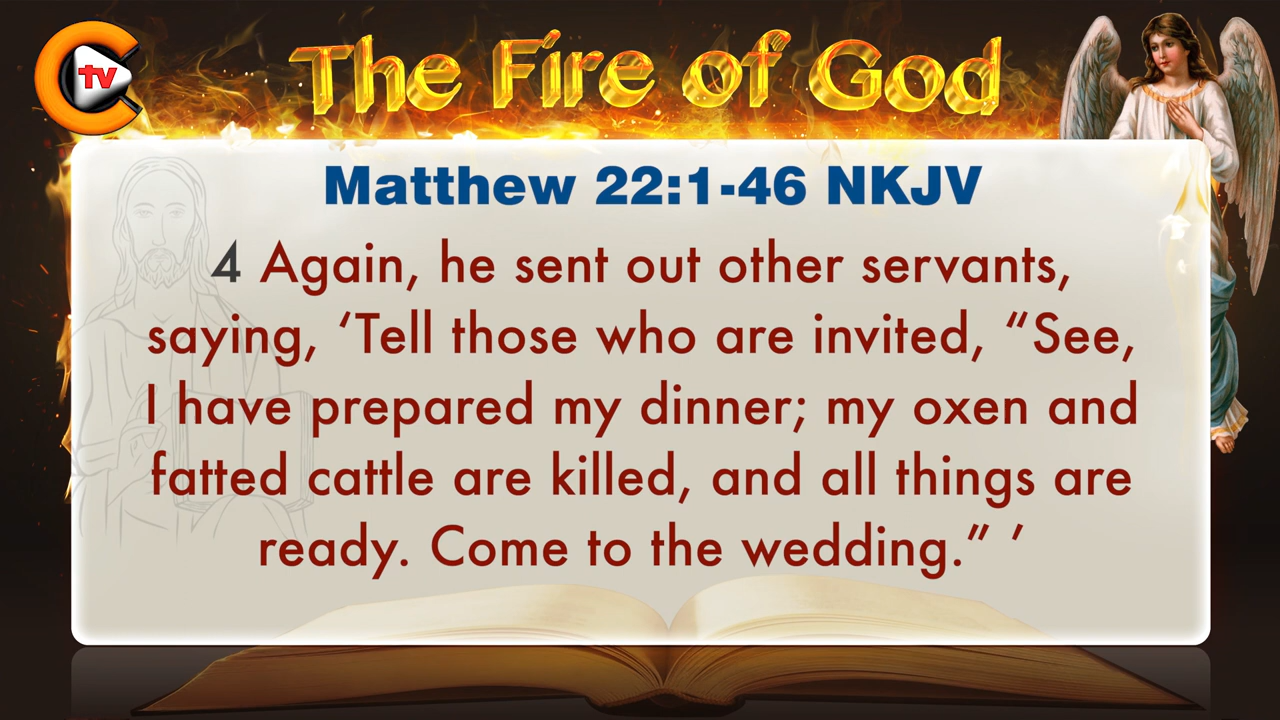 C tv
The Fire of God
Matthew 22:1-46 NKJV
4 Again, he sent out other servants,
saying, ‘Tell those who are invited, “See,
I have prepared my dinner; my oxen and
fatted cattle are killed, and all things are
ready. Come to the wedding.” ’